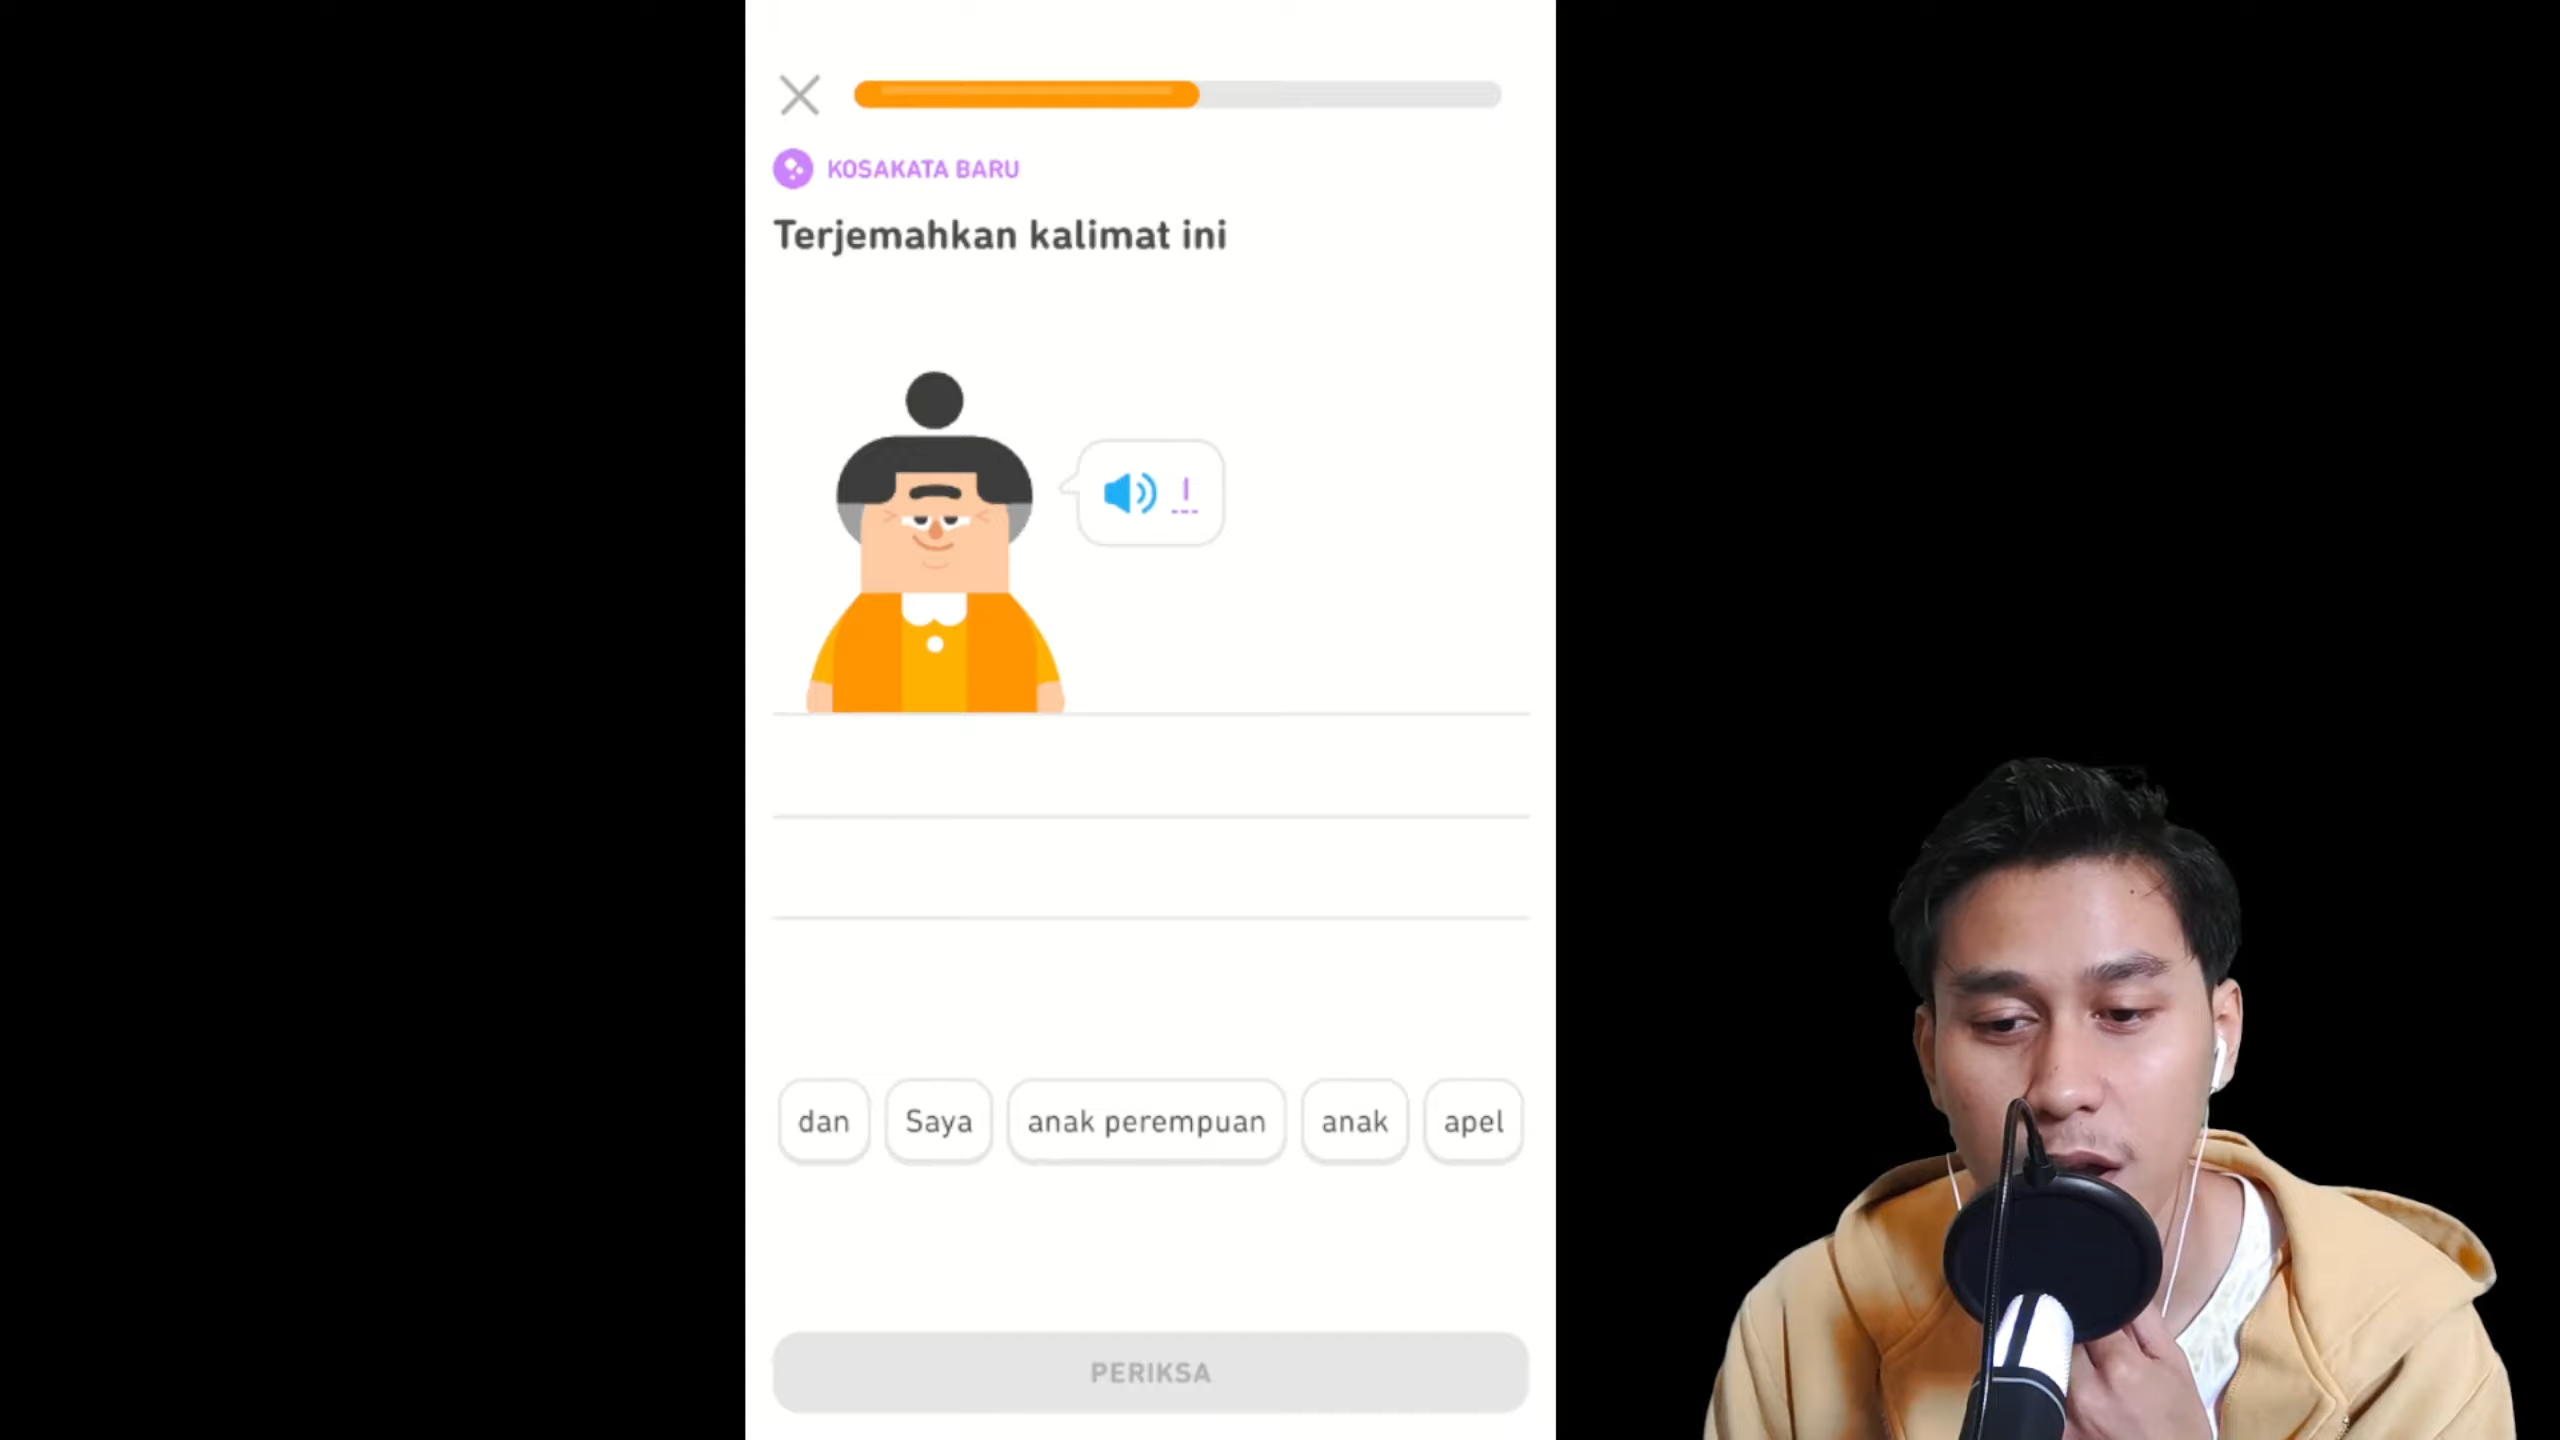 KOSAKATA BARU
Terjemahkan kalimat ini
I
dan Saya anak perempuan anak apel
PERIKSA